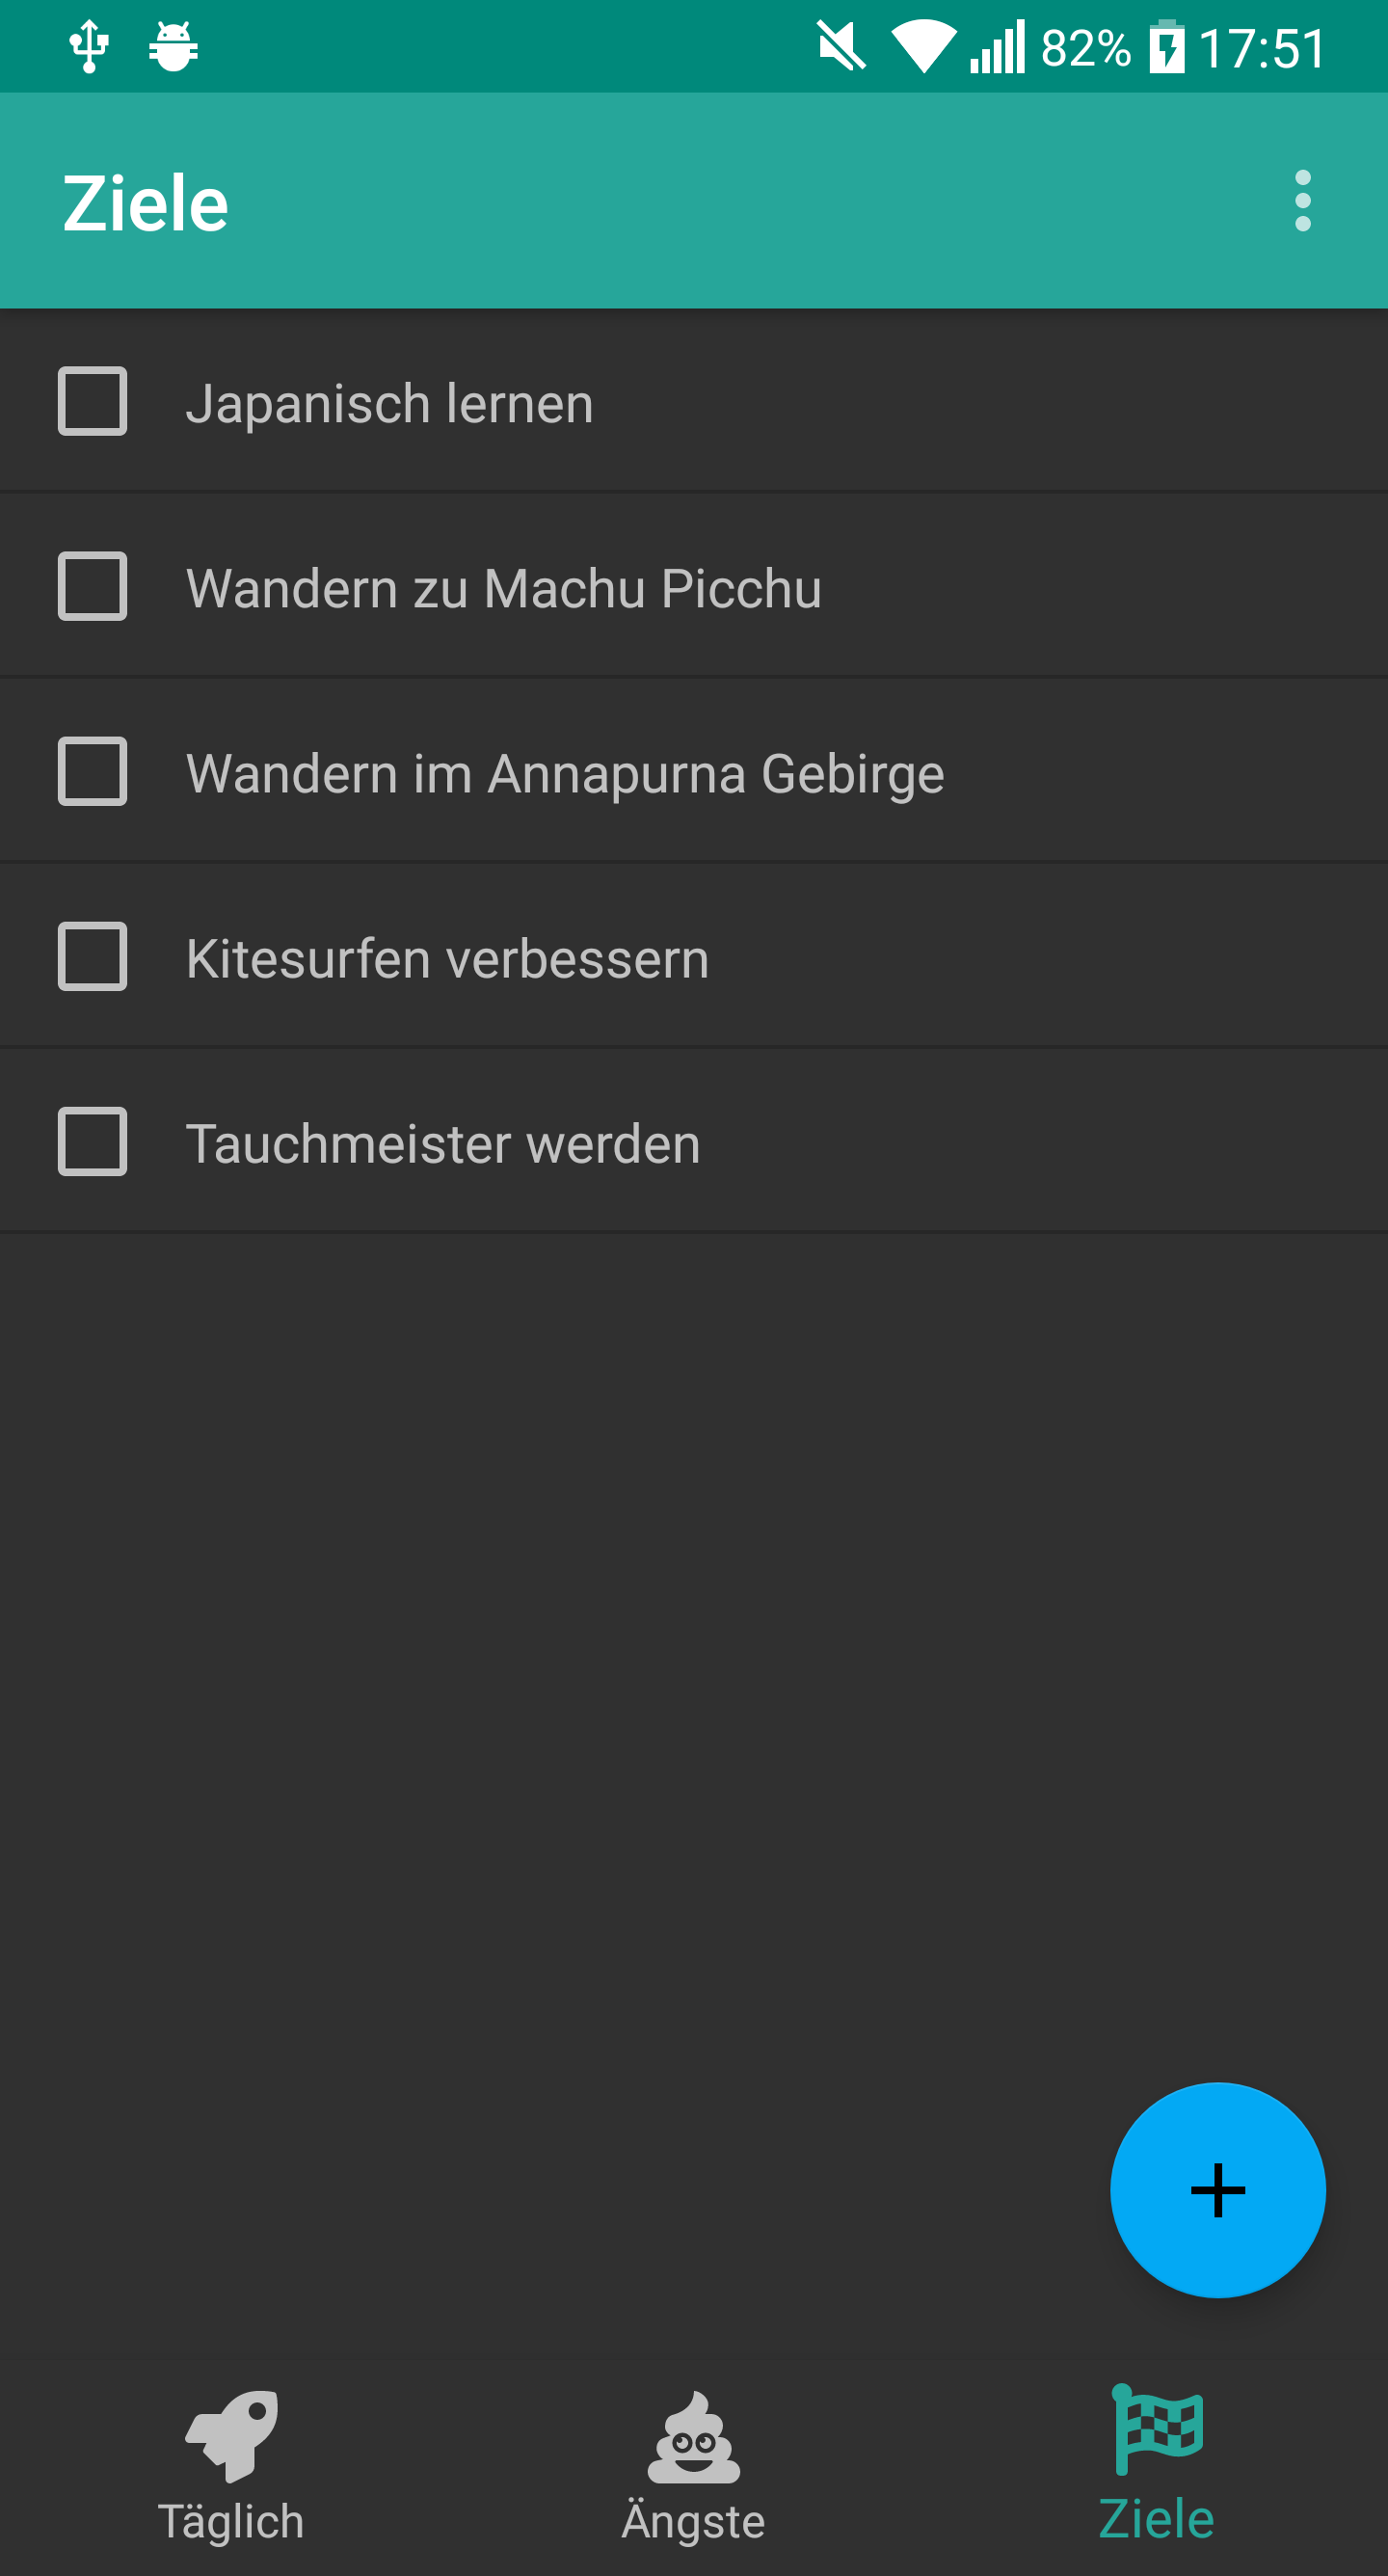 82% 17:51
Ziele
Japanisch lernen
Wandern zu Machu Picchu
Wandern im Annapurna Gebirge
Kitesurfen verbessern
Tauchmeister werden
+
Täglich
Ängste
Ziele